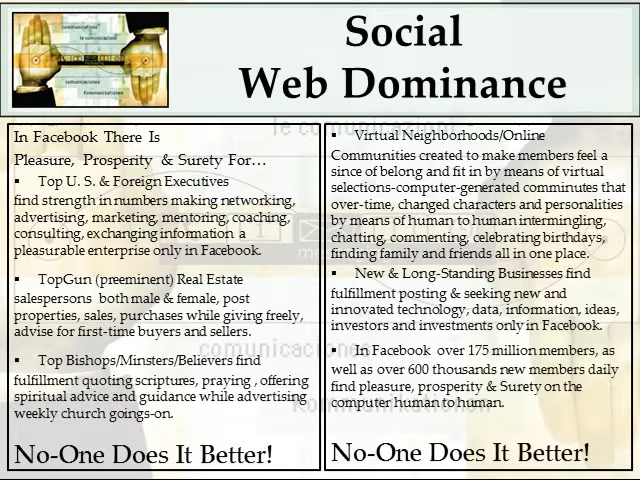 communications
le comunicazioni
comunicaciones
Kommunikationen
Social
Web Dominance
In Facebook There Is
Pleasure, Prosperity & Surety For…
▪ Top U. S. & Foreign Executives
find strength in numbers making networking,
advertising, marketing, mentoring, coaching,
consulting, exchanging information a
pleasurable enterprise only in Facebook.
▪ TopGun (preeminent) Real Estate
salespersons both male & female, post
properties, sales, purchases while giving freely,
advise for first-time buyers and sellers.
▪ Top Bishops/Minsters/Believers find
fulfillment quoting scriptures, praying , offering
spiritual advice and guidance while advertising
weekly church goings-on.
No-One Does It Better!
le comunicazioni
▪ Virtual Neighborhoods/Online
Communities created to make members feel a
since of belong and fit in by means of virtual
selections-computer-generated comminutes that
over-time, changed characters and personalities
by means of human to human intermingling,
chatting, commenting, celebrating birthdays,
finding family and friends all in one place.
▪ New & Long-Standing Businesses find
fulfillment posting & seeking new and
innovated technology, data, information, ideas,
investors and investments only in Facebook.
comunicaciones
▪ In Facebook over 175 million members, as
well as over 600 thousands new members daily
find pleasure, prosperity & Surety on the
computer human to human.
Kommunikationen
No-One Does It Better!